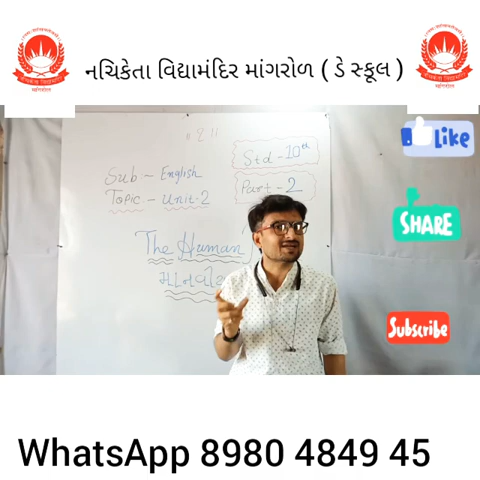 નચિકેતા વિદ્યામંદિર માંગરોળ ( ડે સ્કૂલ )
Std - 10th
Sub ~ English
Topic - Unit-2
Part - 2
The Human
Like
SHARE
Subscribe
WhatsApp 8980 4849 45